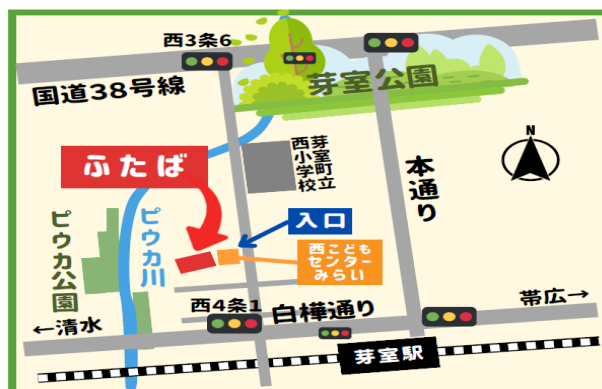 西3条6
国道38号線
芽室公園
N
ふたば
芽室町立
西小学校
本通り
入口
西こども
センター
みらい
ピウカ公園
ピウカ川
西4条1
白樺通り
帯広→
←清水
芽室駅